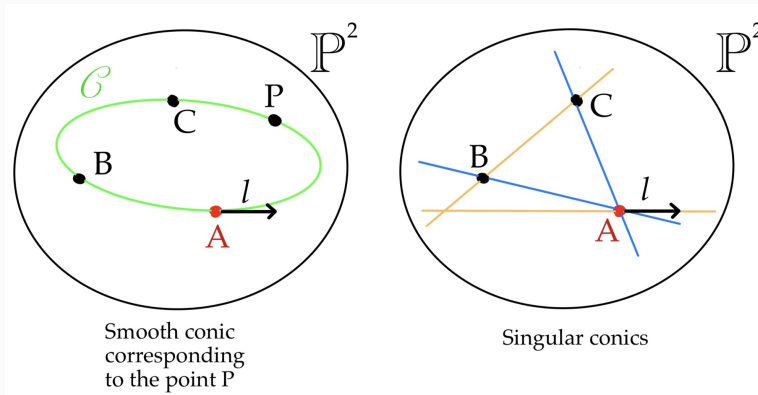 ℙ²
𝒞
C
P
B
l
A
Smooth conic
corresponding
to the point P
ℙ²
C
B
l
A
Singular conics